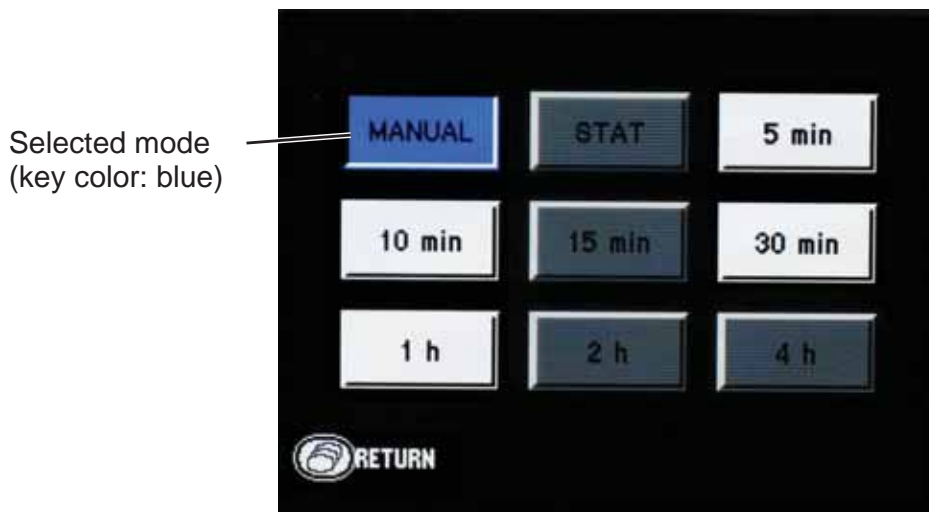 Selected mode
(key color: blue)
MANUAL
STAT
5 min
10 min
15 min
30 min
1 h
2 h
4 h
RETURN